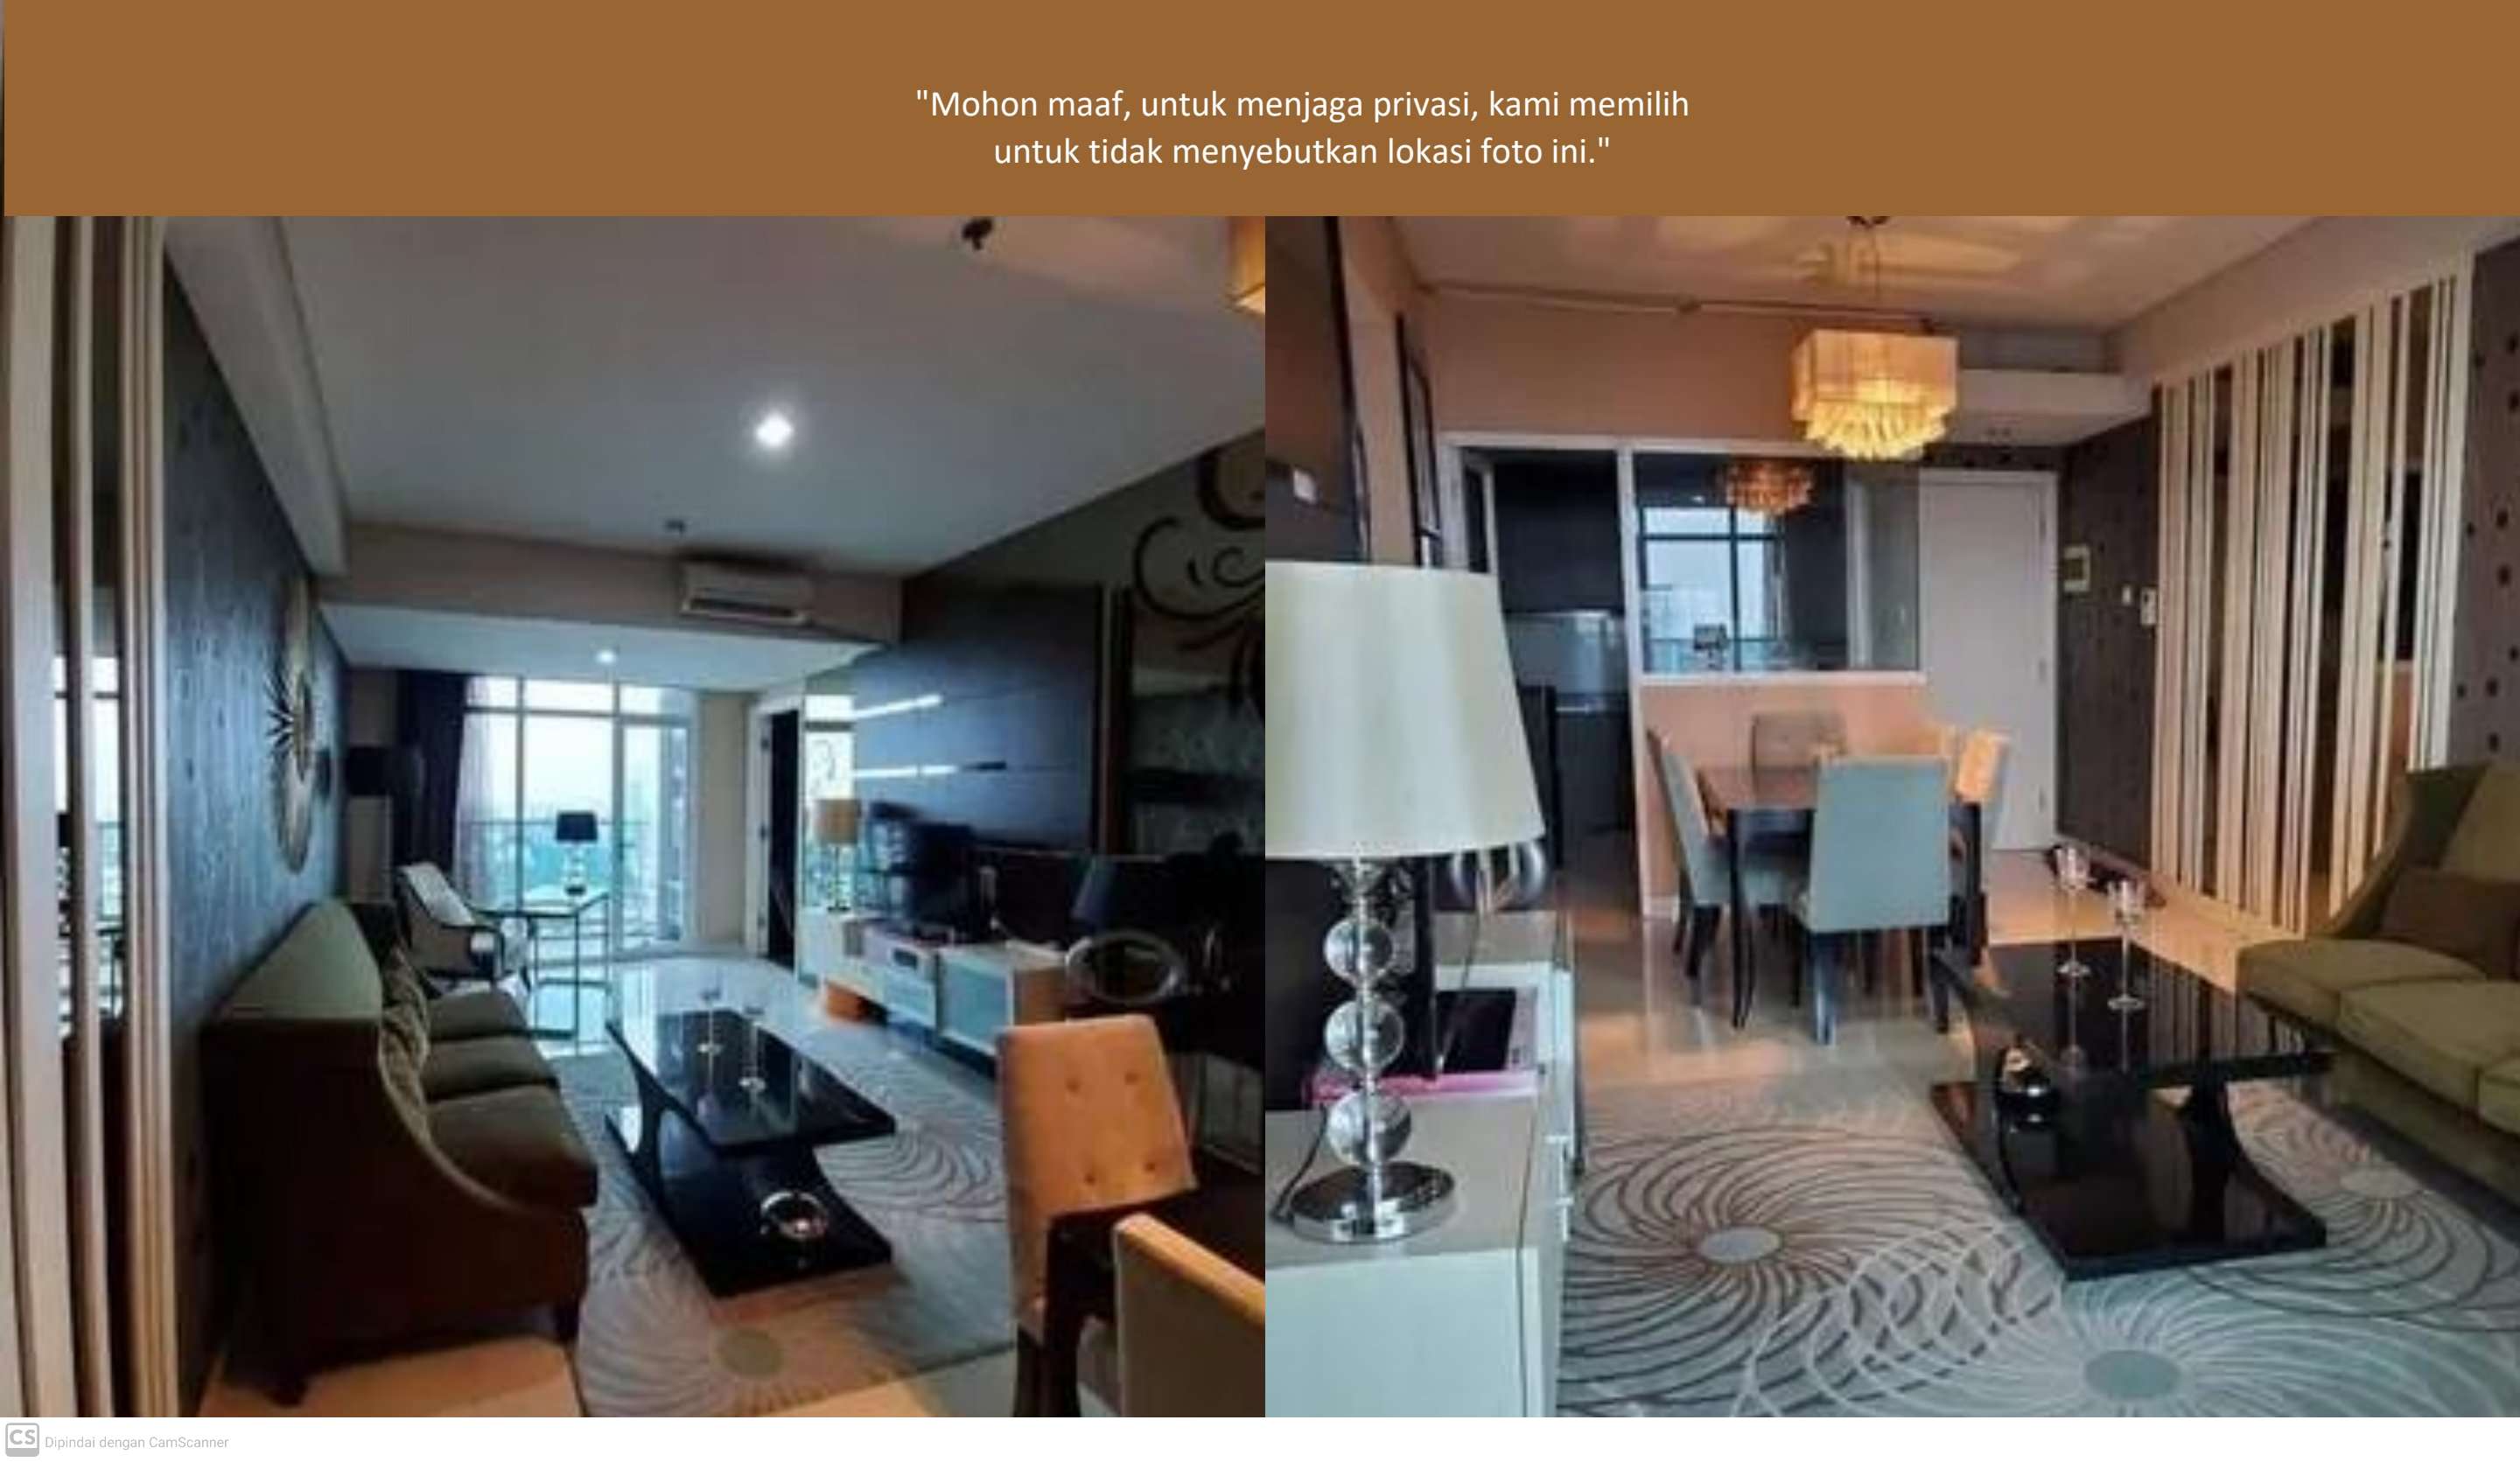 "Mohon maaf, untuk menjaga privasi, kami memilih
untuk tidak menyebutkan lokasi foto ini."
CS Dipindai dengan CamScanner